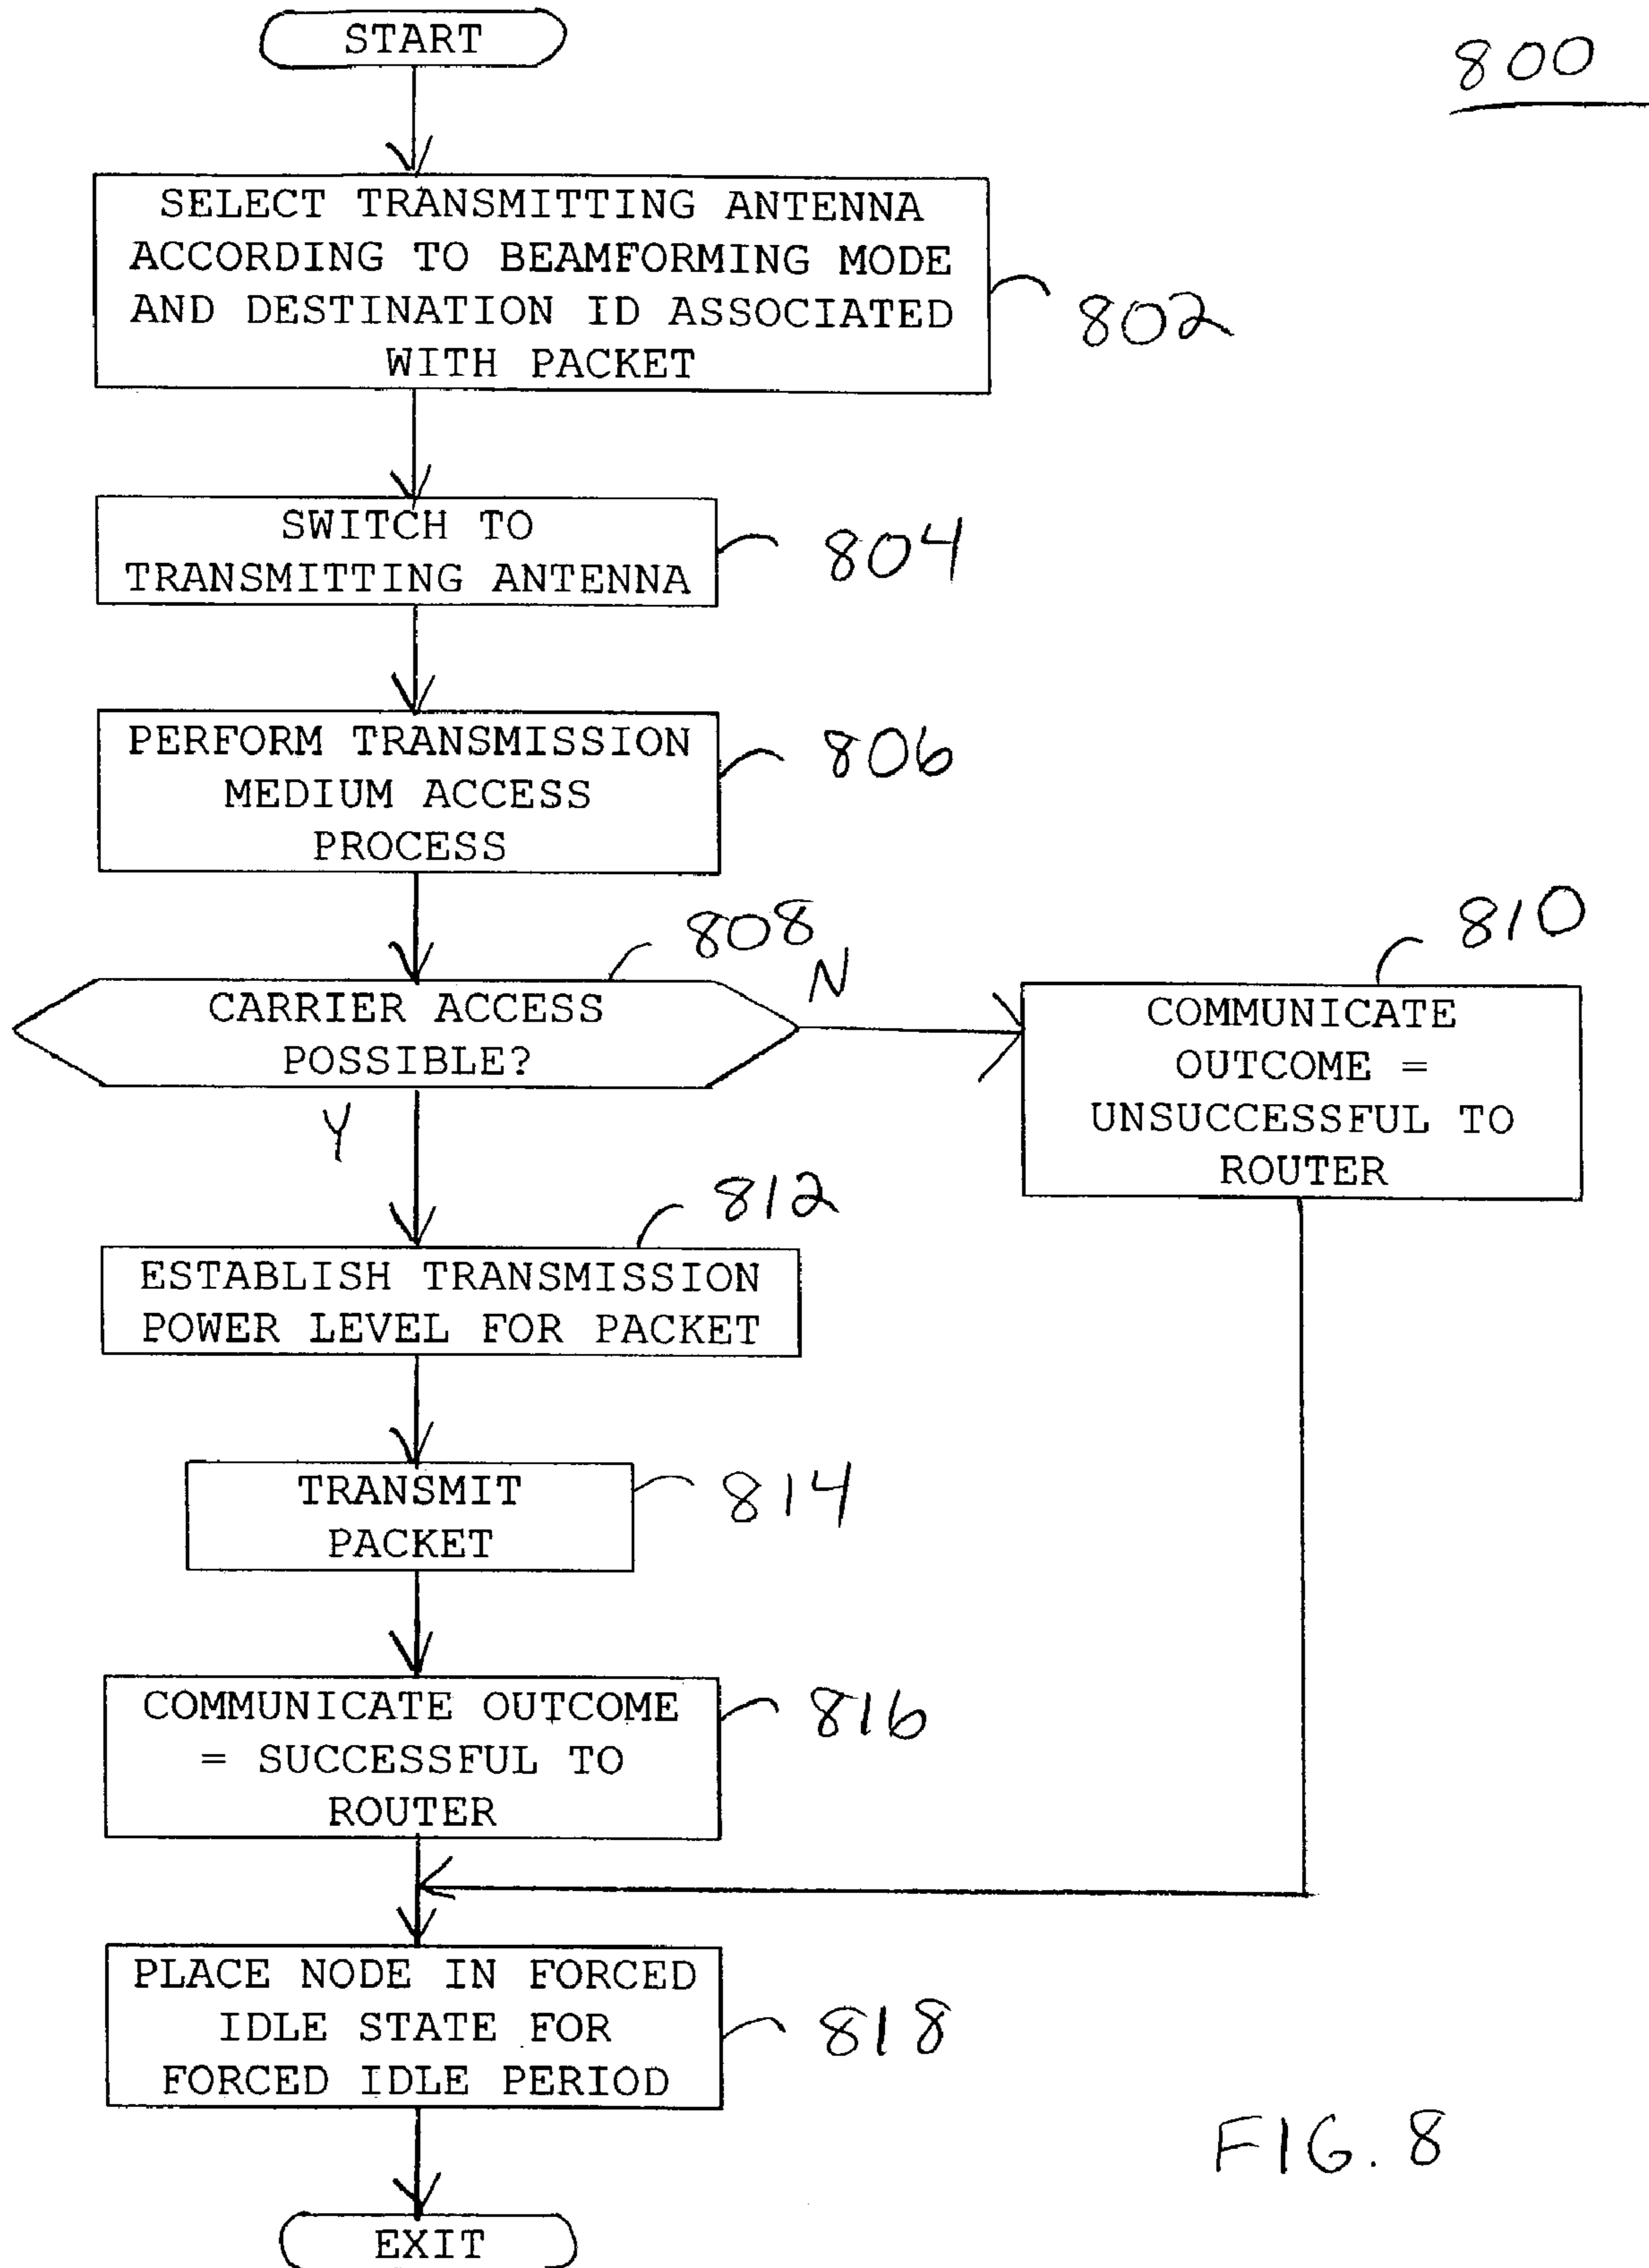 START
800
SELECT TRANSMITTING ANTENNA
ACCORDING TO BEAMFORMING MODE
AND DESTINATION ID ASSOCIATED
WITH PACKET
802
SWITCH TO
TRANSMITTING ANTENNA
804
PERFORM TRANSMISSION
MEDIUM ACCESS
PROCESS
806
808
CARRIER ACCESS
POSSIBLE?
N
Y
810
COMMUNICATE
OUTCOME =
UNSUCCESSFUL TO
ROUTER
812
ESTABLISH TRANSMISSION
POWER LEVEL FOR PACKET
TRANSMIT
PACKET
814
COMMUNICATE OUTCOME
= SUCCESSFUL TO
ROUTER
816
PLACE NODE IN FORCED
IDLE STATE FOR
FORCED IDLE PERIOD
818
EXIT
FIG. 8